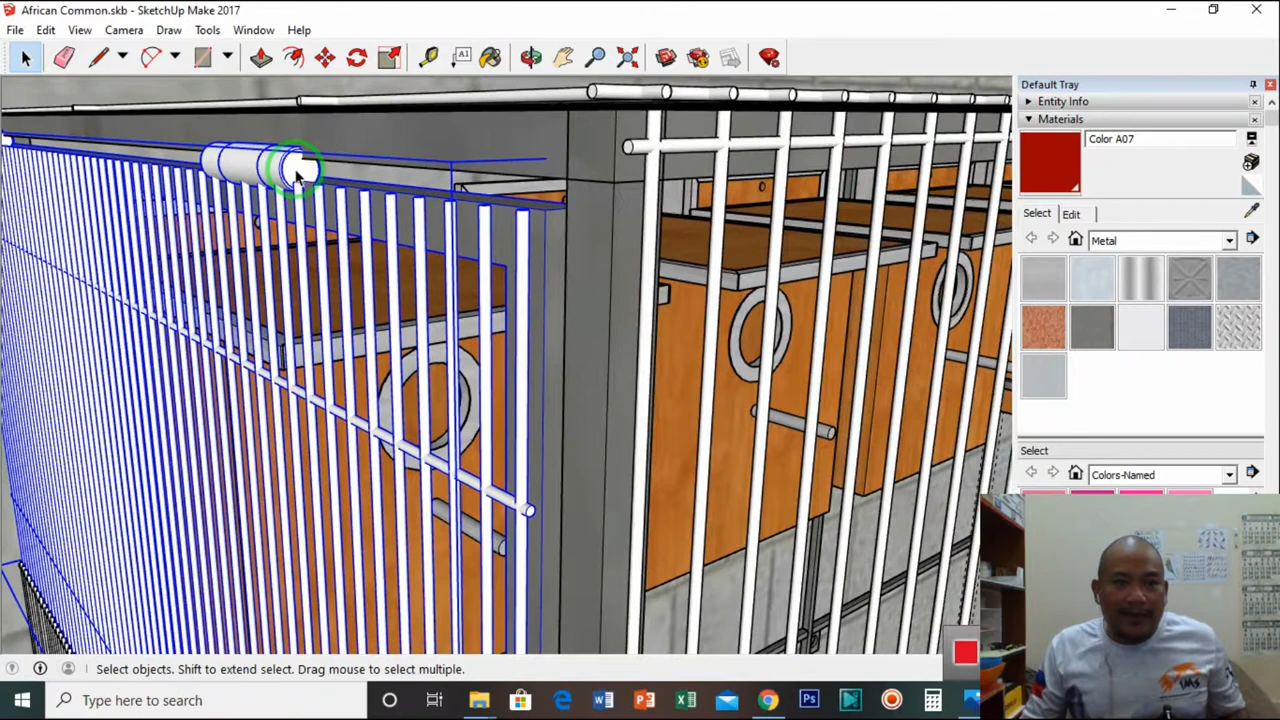 African Common.skb - SketchUp Make 2017
File Edit View Camera Draw Tools Window Help
A1
Default Tray
Entity Info
Materials
Color A07
Select Edit
Metal
Select
Colors-Named
Select objects. Shift to extend select. Drag mouse to select multiple.
Type here to search
Ps